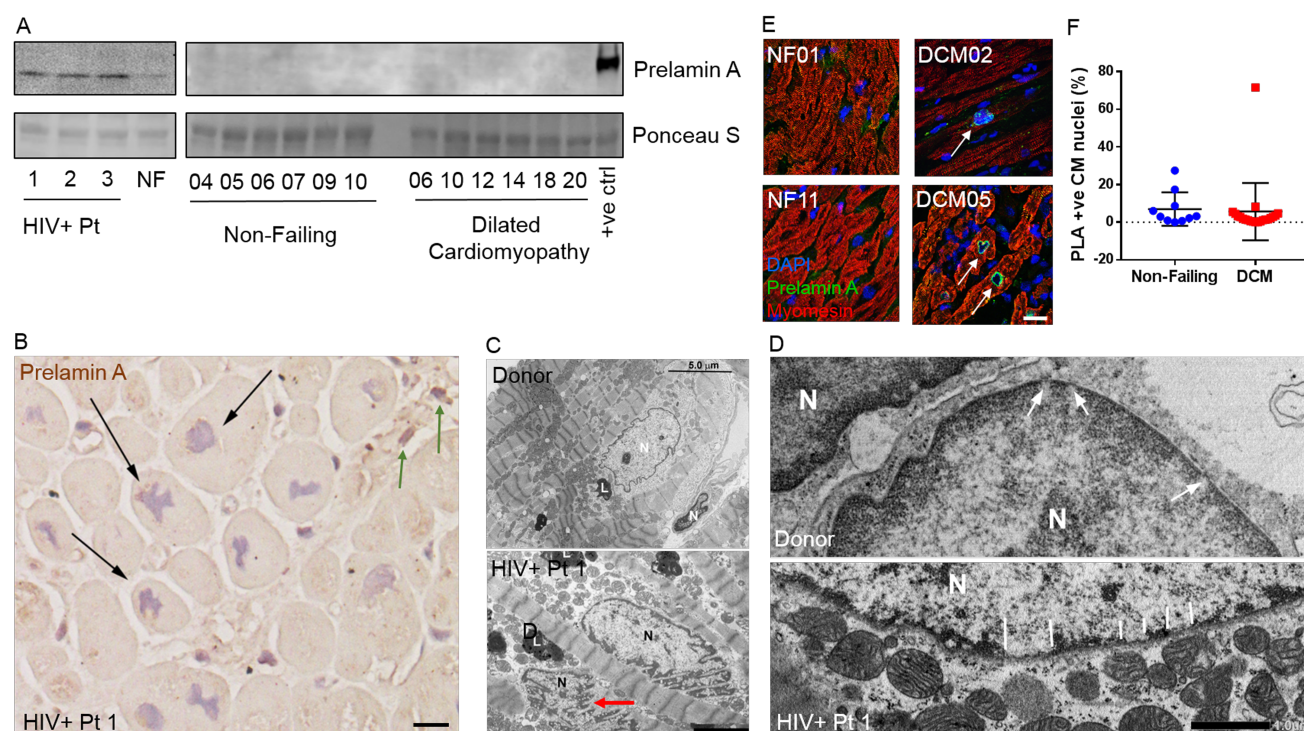 A
Prelamin A
Ponceau S
1 2 3 NF 04 05 06 07 09 10 06 10 12 14 18 20 +ve ctrl
HIV+ Pt
Non-Failing
Dilated
Cardiomyopathy
E
NF01
DCM02
NF11
DCM05
DAPI
Prelamin A
Myomesin
F
PLA +ve CM nuclei (%)
80
60
40
20
0
-20
Non-Failing DCM
B
Prelamin A
HIV+ Pt 1
C
Donor
5.0 μm
N
L
N
HIV+ Pt 1
L
N
D
L
N
D
N
N
Donor
N
HIV+ Pt 1